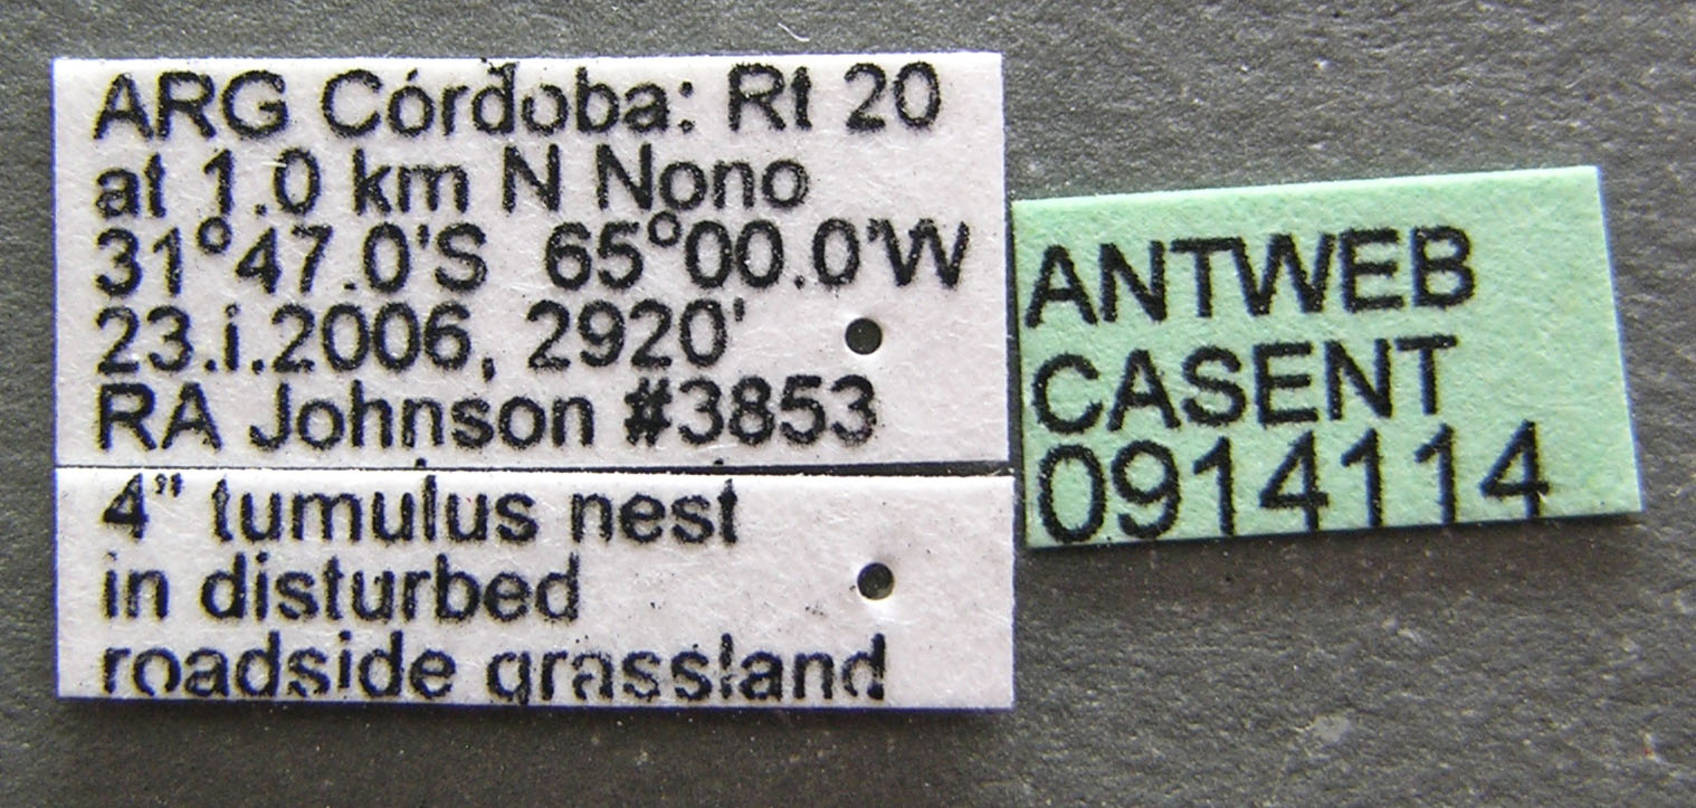 ARG Córdoba: Rt 20
at 1.0 km N Nono
31°47.0'S 65°00.0'W
23.i.2006, 2920'
RA Johnson #3853
4" tumulus nest
in disturbed
roadside grassland
ANTWEB
CASENT
0914114